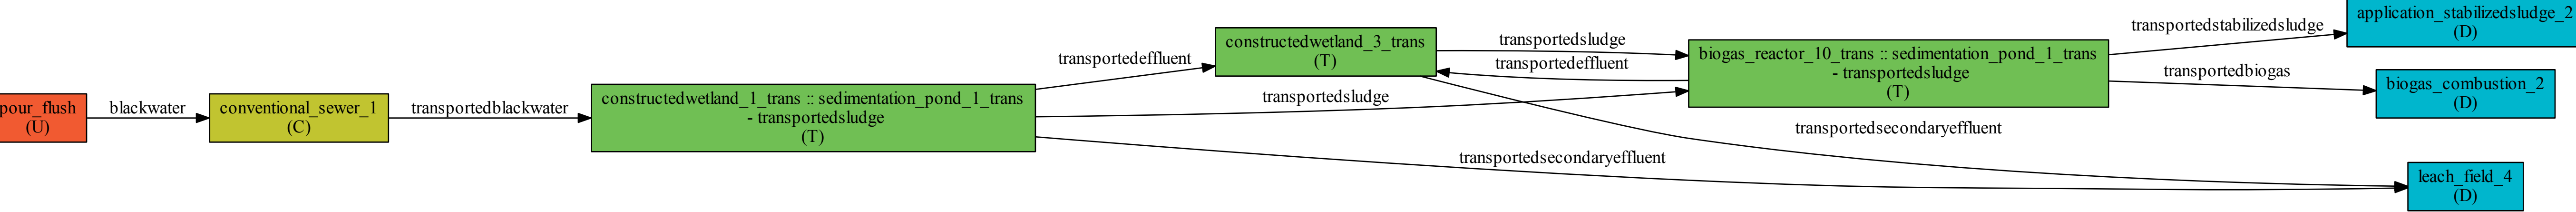 pour_flush
(U)
blackwater
conventional_sewer_1
(C)
transportedblackwater
constructedwetland_1_trans :: sedimentation_pond_1_trans
- transportedsludge
(T)
transportedeffluent
transportedsludge
transportedsecondaryeffluent
constructedwetland_3_trans
(T)
transportedsludge
transportedeffluent
transportedsecondaryeffluent
biogas_reactor_10_trans :: sedimentation_pond_1_trans
- transportedsludge
(T)
transportedstabilizedsludge
transportedbiogas
application_stabilizedsludge_2
(D)
biogas_combustion_2
(D)
leach_field_4
(D)